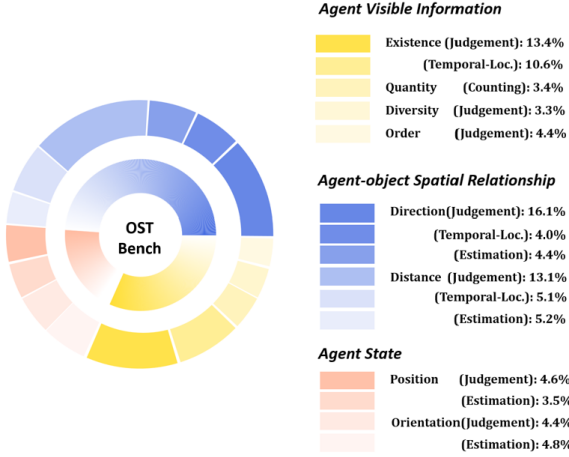 OST
Bench
Agent Visible Information
Existence (Judgement): 13.4%
(Temporal-Loc.): 10.6%
Quantity (Counting): 3.4%
Diversity (Judgement): 3.3%
Order (Judgement): 4.4%
Agent-object Spatial Relationship
Direction(Judgement): 16.1%
(Temporal-Loc.): 4.0%
(Estimation): 4.4%
Distance (Judgement): 13.1%
(Temporal-Loc.): 5.1%
(Estimation): 5.2%
Agent State
Position (Judgement): 4.6%
(Estimation): 3.5%
Orientation(Judgement): 4.4%
(Estimation): 4.8%